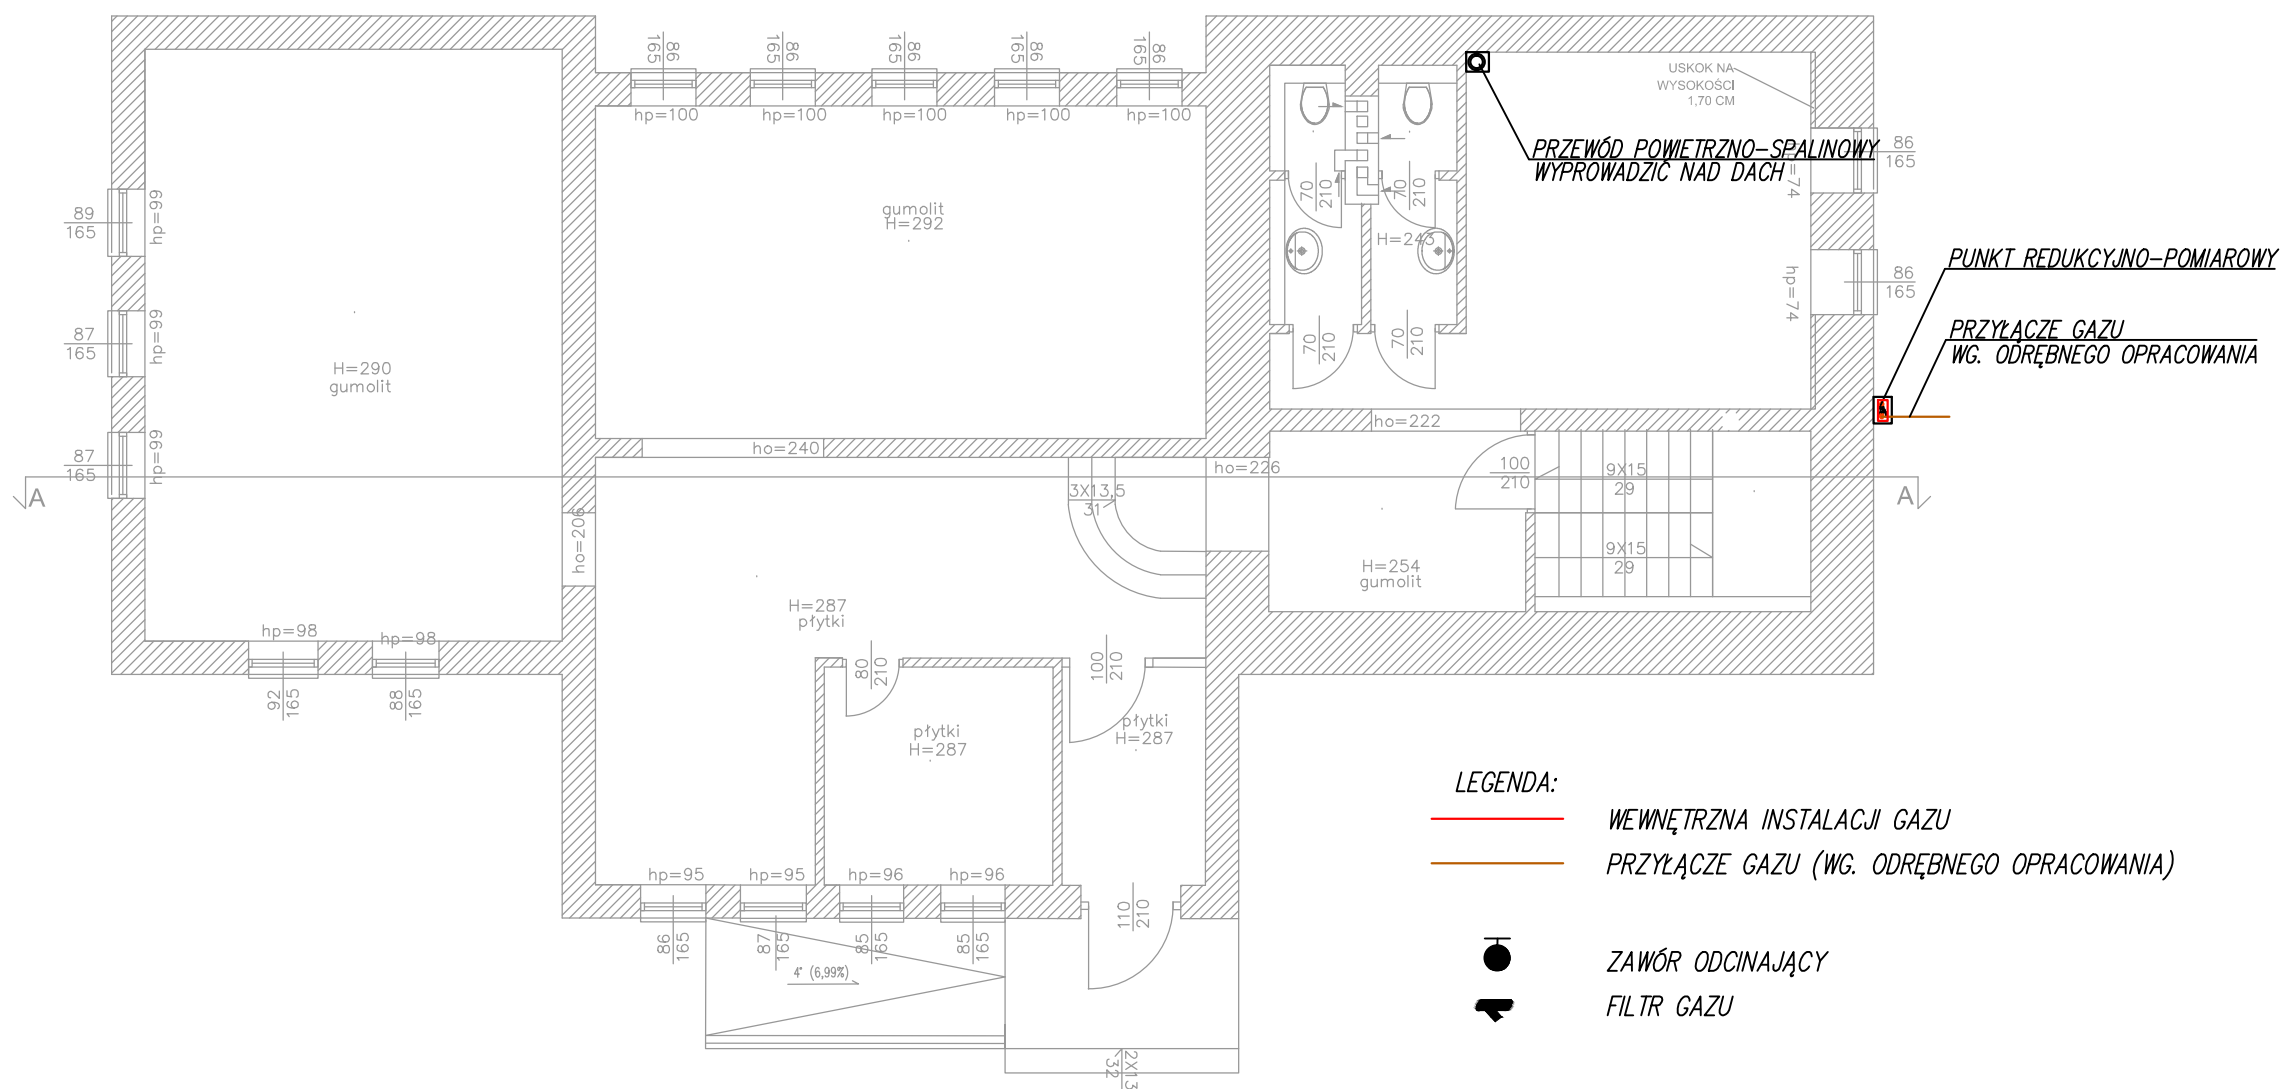 86
165
86
165
86
165
86
165
86
165
hp=100
hp=100
hp=100
hp=100
hp=100
USKOK NA
WYSOKOŚCI
1,70 CM
PRZEWÓD POWIETRZNO-SPALINOWY
WYPROWADZIĆ NAD DACH
86
165
hp=74
86
165
hp=74
PUNKT REDUKCYJNO-POMIAROWY
PRZYŁĄCZE GAZU
WG. ODRĘBNEGO OPRACOWANIA
89
165
hp=99
87
165
hp=99
87
165
hp=99
H=290
gumolit
gumolit
H=292
70
210
70
210
H=243
70
210
70
210
ho=222
ho=240
ho=226
ho=206
A
A
3X13,5
31
100
210
9X15
29
9X15
29
H=254
gumolit
H=287
płytki
hp=98
hp=98
92
165
88
165
80
210
100
210
płytki
H=287
płytki
H=287
hp=95
hp=95
hp=96
hp=96
86
165
87
165
85
165
85
165
110
210
4° (6,99%)
2X13
32
LEGENDA:
WEWNĘTRZNA INSTALACJI GAZU
PRZYŁĄCZE GAZU (WG. ODRĘBNEGO OPRACOWANIA)
ZAWÓR ODCINAJĄCY
FILTR GAZU